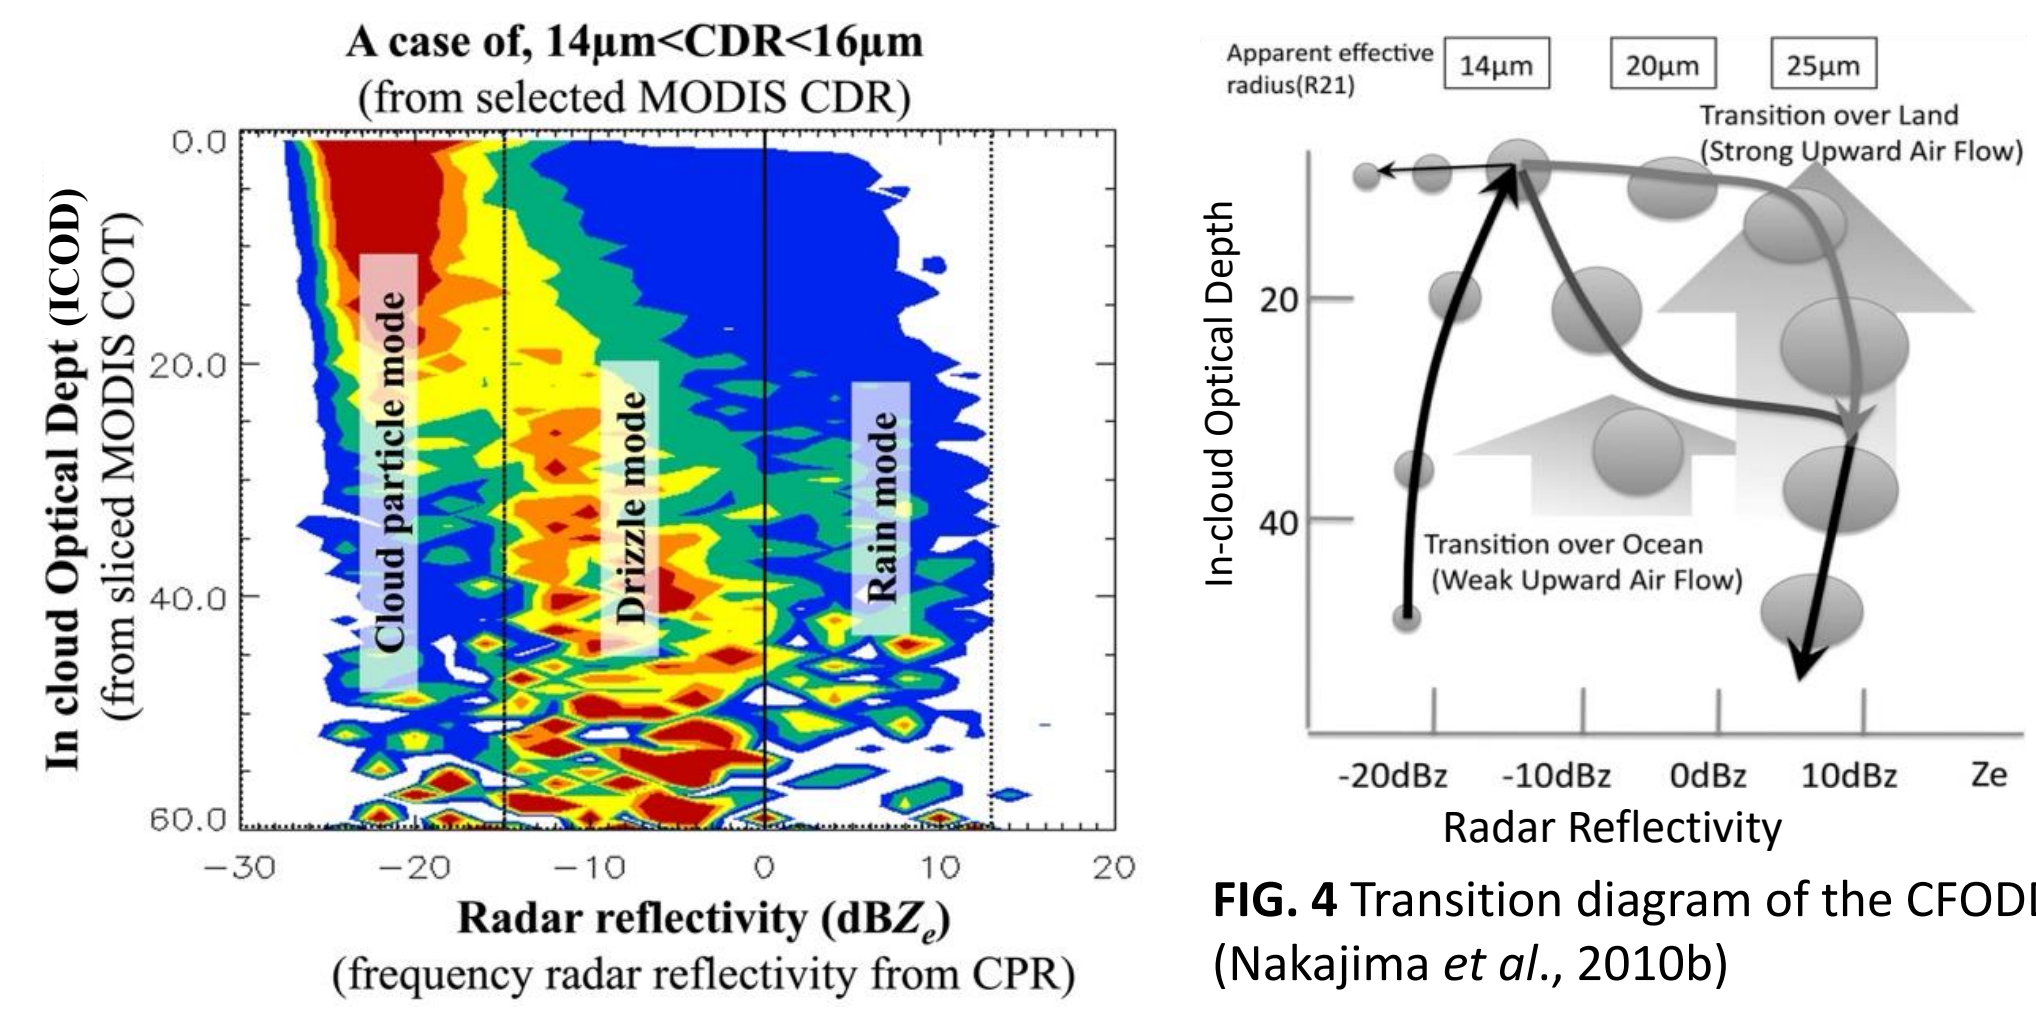 A case of, 14μm<CDR<16μm
(from selected MODIS CDR)
In cloud Optical Dept (ICOD)
(from sliced MODIS COT)
0.0
20.0
40.0
60.0
Cloud particle mode
Drizzle mode
Rain mode
−30
−20
−10
0
10
20
Radar reflectivity (dBZe)
(frequency radar reflectivity from CPR)
Apparent effective
radius(R21)
14μm
20μm
25μm
Transition over Land
(Strong Upward Air Flow)
In-cloud Optical Depth
20
40
Transition over Ocean
(Weak Upward Air Flow)
-20dBz
-10dBz
0dBz
10dBz
Ze
Radar Reflectivity
FIG. 4 Transition diagram of the CFODD
(Nakajima et al., 2010b)